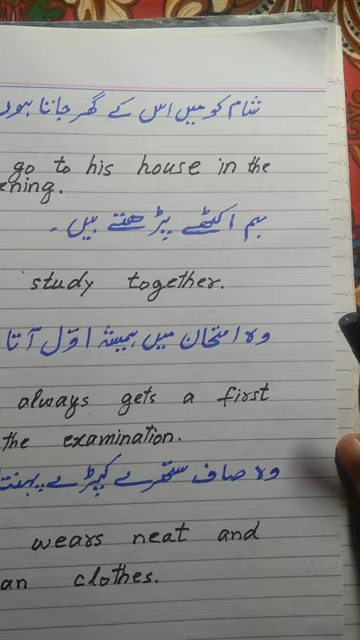 شام کو میں اس کے گھر جاتا ہوں
go to his house in the
ening.
ہم اکٹھے پڑھتے ہیں ۔
study together.
وہ امتحان میں ہمیشہ اوّل آتا
always gets a first
the examination.
وہ صاف ستھرے کپڑے پہنت
wears neat and
an clothes.